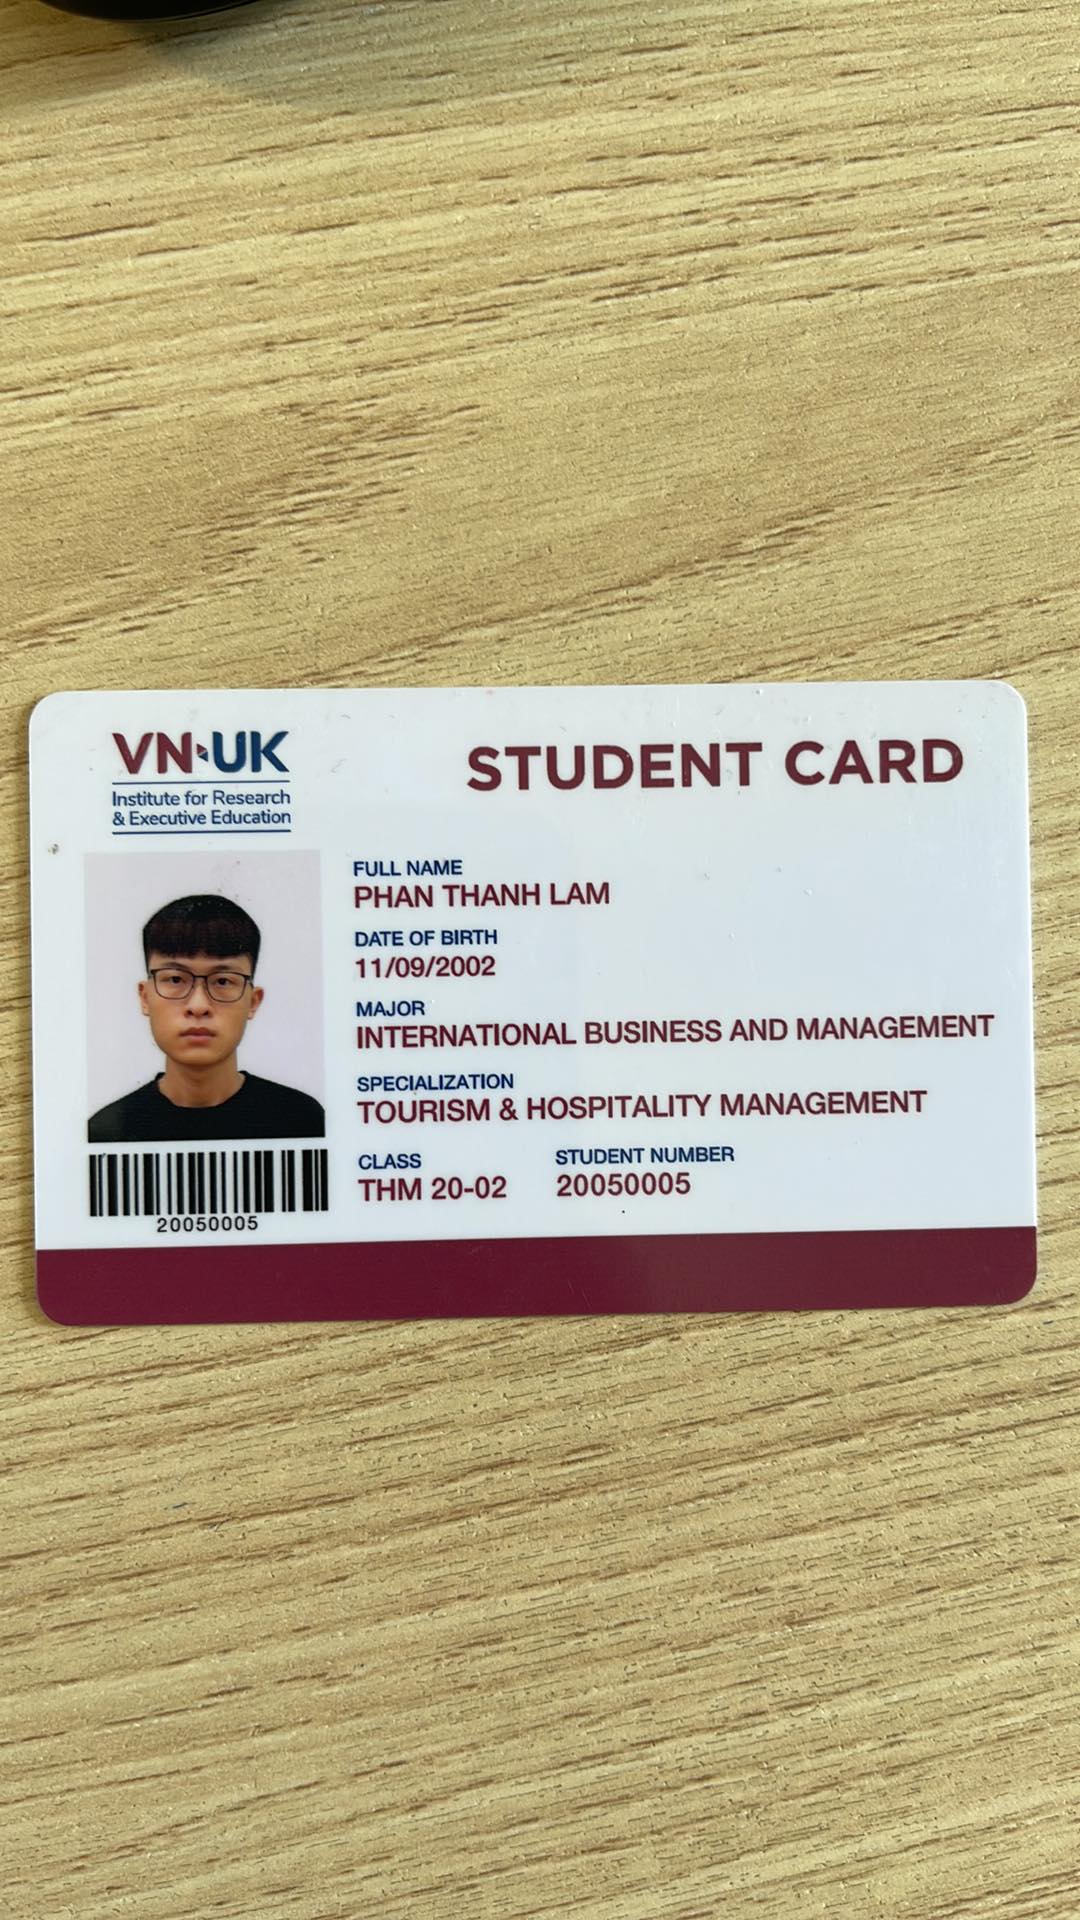 VN-UK
Institute for Research
& Executive Education
STUDENT CARD
FULL NAME
PHAN THANH LAM
DATE OF BIRTH
11/09/2002
MAJOR
INTERNATIONAL BUSINESS AND MANAGEMENT
SPECIALIZATION
TOURISM & HOSPITALITY MANAGEMENT
CLASS
THM 20-02
STUDENT NUMBER
20050005
20050005